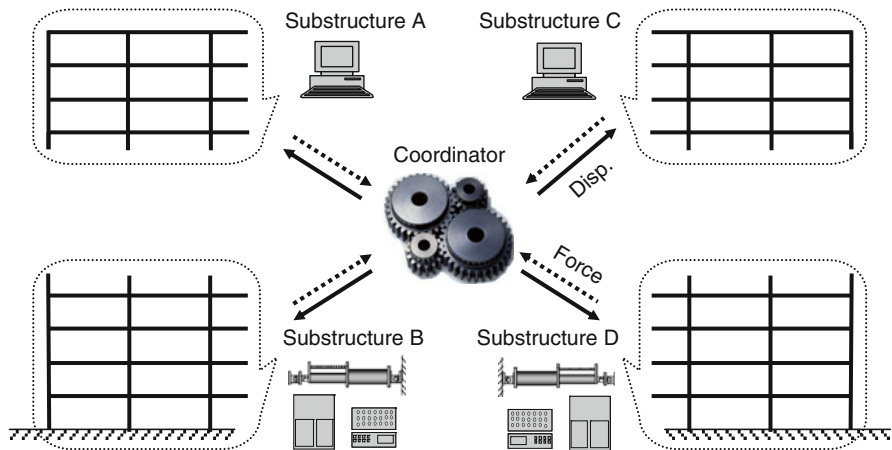 Substructure A
Substructure C
Coordinator
Disp.
Force
Substructure B
Substructure D